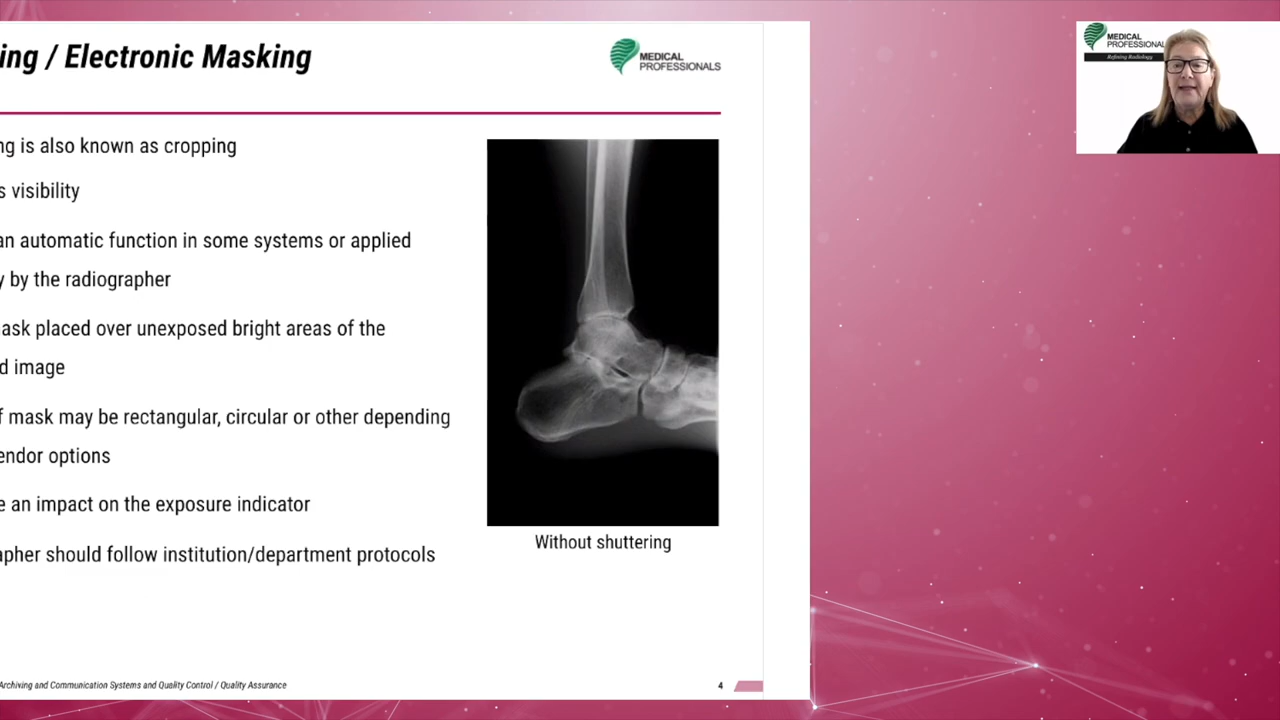 ing / Electronic Masking
MEDICAL
PROFESSIONALS
ng is also known as cropping
s visibility
an automatic function in some systems or applied
y by the radiographer
ask placed over unexposed bright areas of the
d image
f mask may be rectangular, circular or other depending
endor options
e an impact on the exposure indicator
apher should follow institution/department protocols
Without shuttering
Archiving and Communication Systems and Quality Control / Quality Assurance
4
MEDICAL
PROFESSIONAL
Refining Radiology